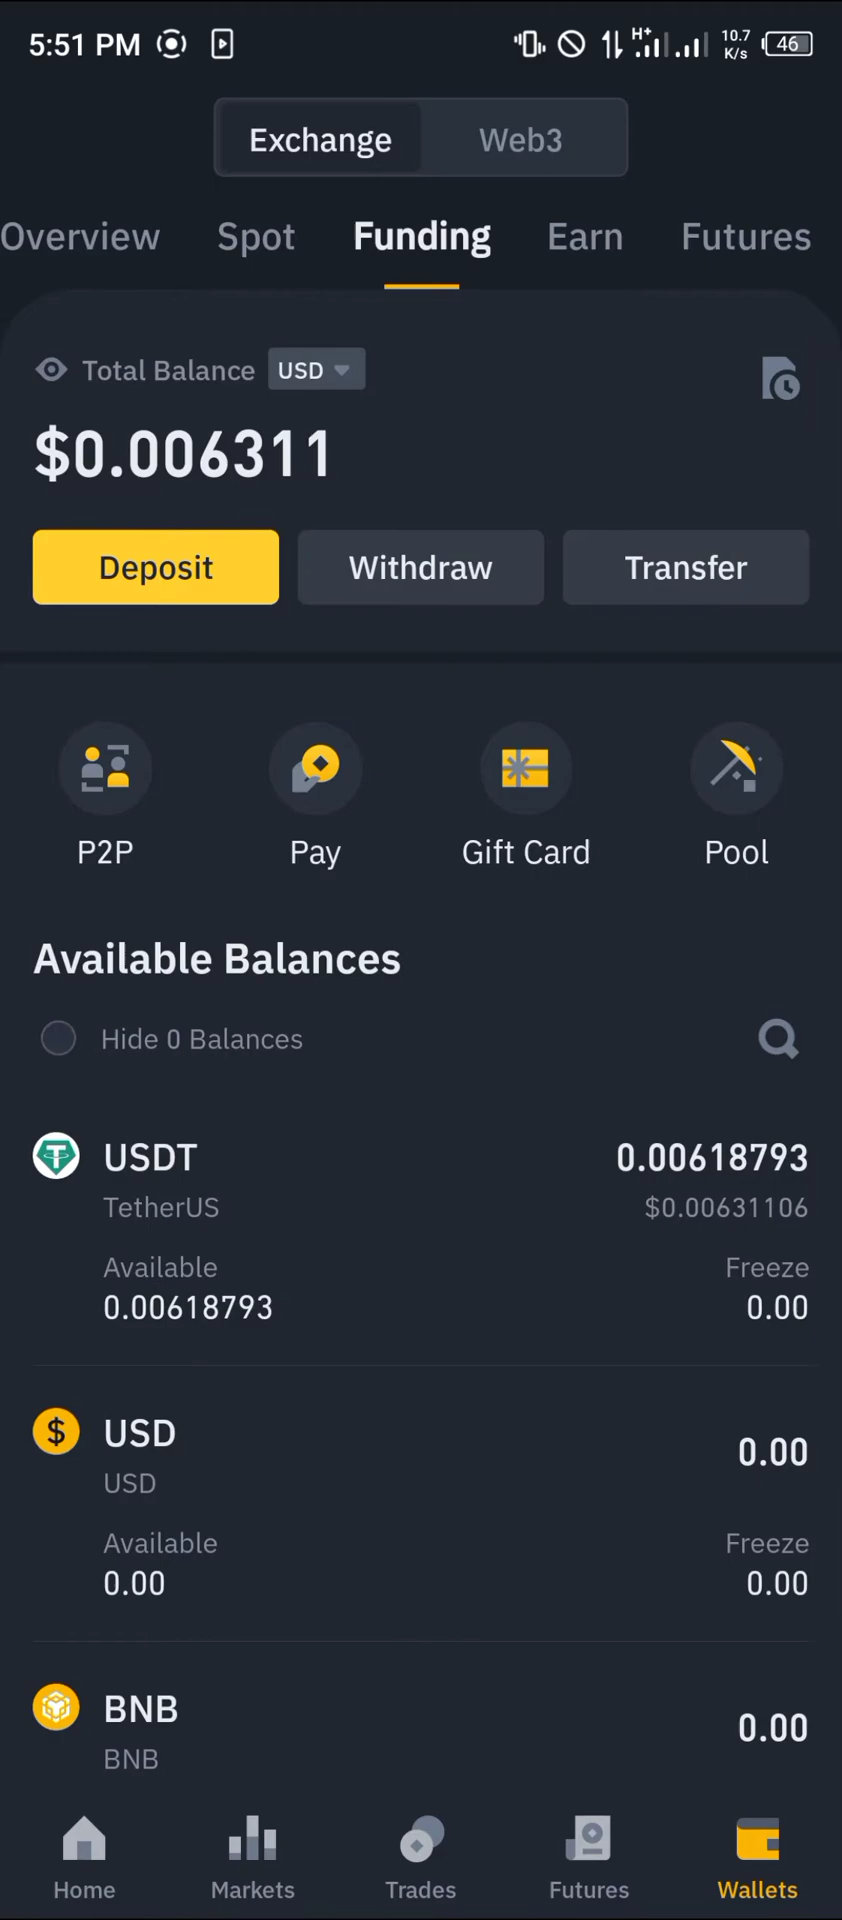 5:51 PM
H+
10.7
K/s
46
Exchange Web3
Overview Spot Funding Earn Futures
Total Balance USD
$0.006311
Deposit Withdraw Transfer
P2P Pay Gift Card Pool
Available Balances
Hide 0 Balances
USDT 0.00618793
TetherUS $0.00631106
Available Freeze
0.00618793 0.00
USD 0.00
USD
Available Freeze
0.00 0.00
BNB 0.00
BNB
Home Markets Trades Futures Wallets